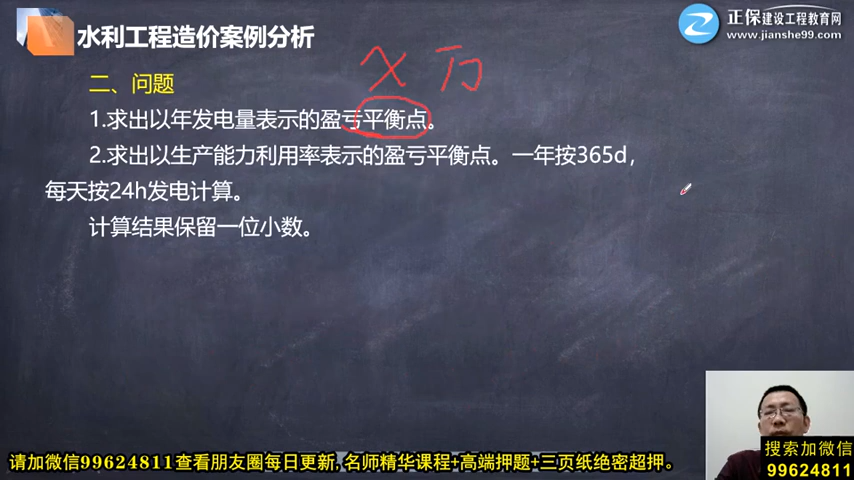 水利工程造价案例分析
正保建设工程教育网
www.jianshe99.com
二、问题
x 万
1.求出以年发电量表示的盈亏平衡点。
2.求出以生产能力利用率表示的盈亏平衡点。一年按365d，
每天按24h发电计算。
计算结果保留一位小数。
搜索加微信
99624811
请加微信99624811查看朋友圈每日更新,名师精华课程+高端押题+三页纸绝密超押。